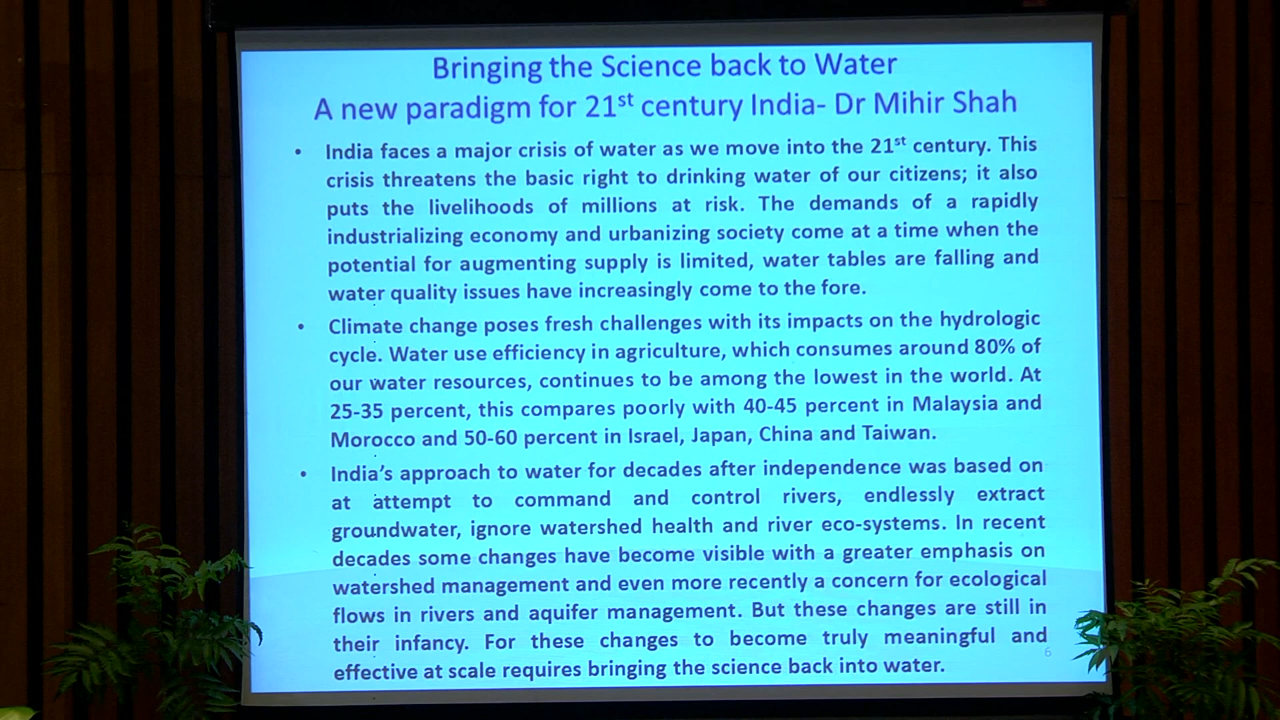 Bringing the Science back to Water
A new paradigm for 21st century India- Dr Mihir Shah
• India faces a major crisis of water as we move into the 21st century. This
crisis threatens the basic right to drinking water of our citizens; it also
puts the livelihoods of millions at risk. The demands of a rapidly
industrializing economy and urbanizing society come at a time when the
potential for augmenting supply is limited, water tables are falling and
water quality issues have increasingly come to the fore.
• Climate change poses fresh challenges with its impacts on the hydrologic
cycle. Water use efficiency in agriculture, which consumes around 80% of
our water resources, continues to be among the lowest in the world. At
25-35 percent, this compares poorly with 40-45 percent in Malaysia and
Morocco and 50-60 percent in Israel, Japan, China and Taiwan.
• India's approach to water for decades after independence was based on
at attempt to command and control rivers, endlessly extract
groundwater, ignore watershed health and river eco-systems. In recent
decades some changes have become visible with a greater emphasis on
watershed management and even more recently a concern for ecological
flows in rivers and aquifer management. But these changes are still in
their infancy. For these changes to become truly meaningful and
effective at scale requires bringing the science back into water.
6